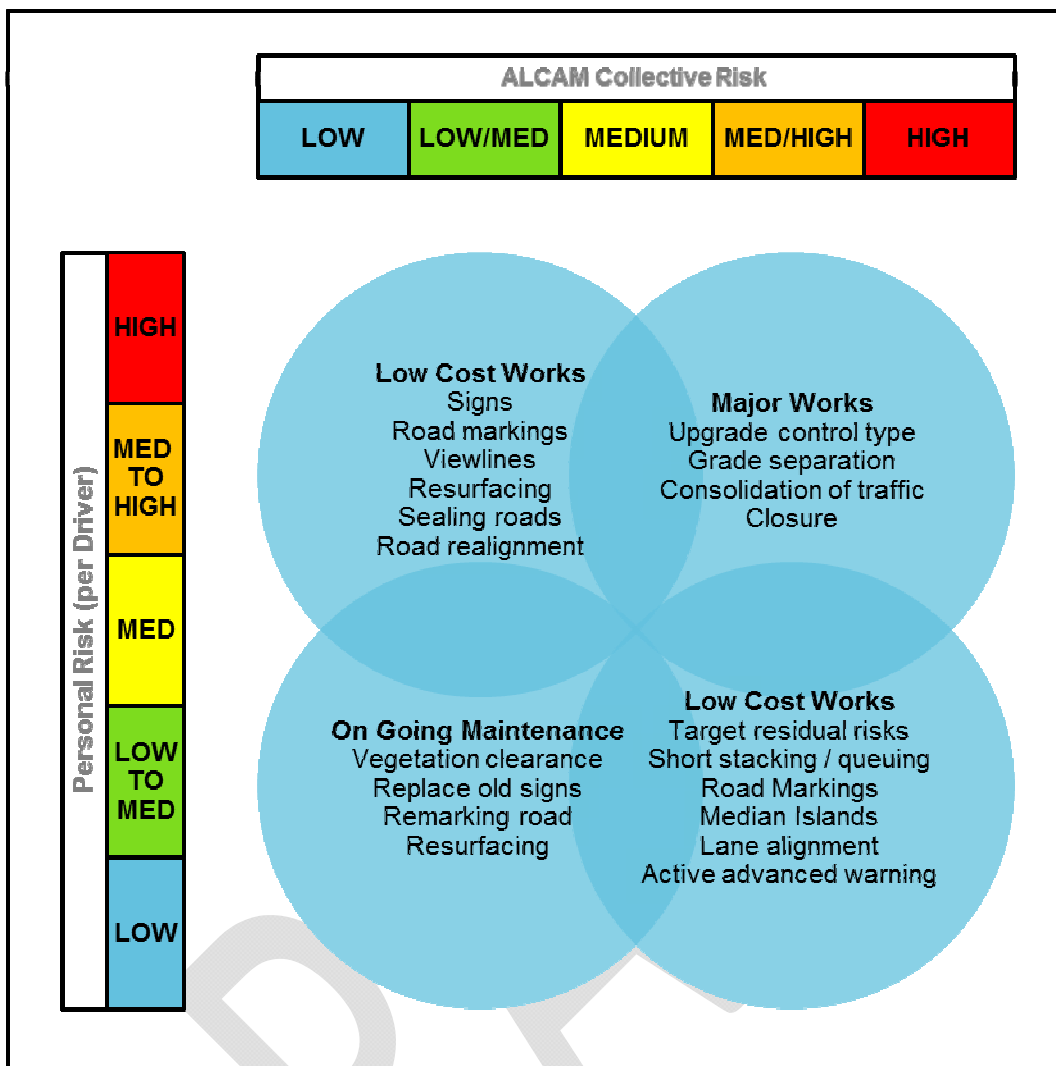 ALCAM Collective Risk
LOW LOW/MED MEDIUM MED/HIGH HIGH
Personal Risk (per Driver)
HIGH
MED
TO
HIGH
MED
LOW
TO
MED
LOW
Low Cost Works
Signs
Road markings
Viewlines
Resurfacing
Sealing roads
Road realignment
Major Works
Upgrade control type
Grade separation
Consolidation of traffic
Closure
On Going Maintenance
Vegetation clearance
Replace old signs
Remarking road
Resurfacing
Low Cost Works
Target residual risks
Short stacking / queuing
Road Markings
Median Islands
Lane alignment
Active advanced warning